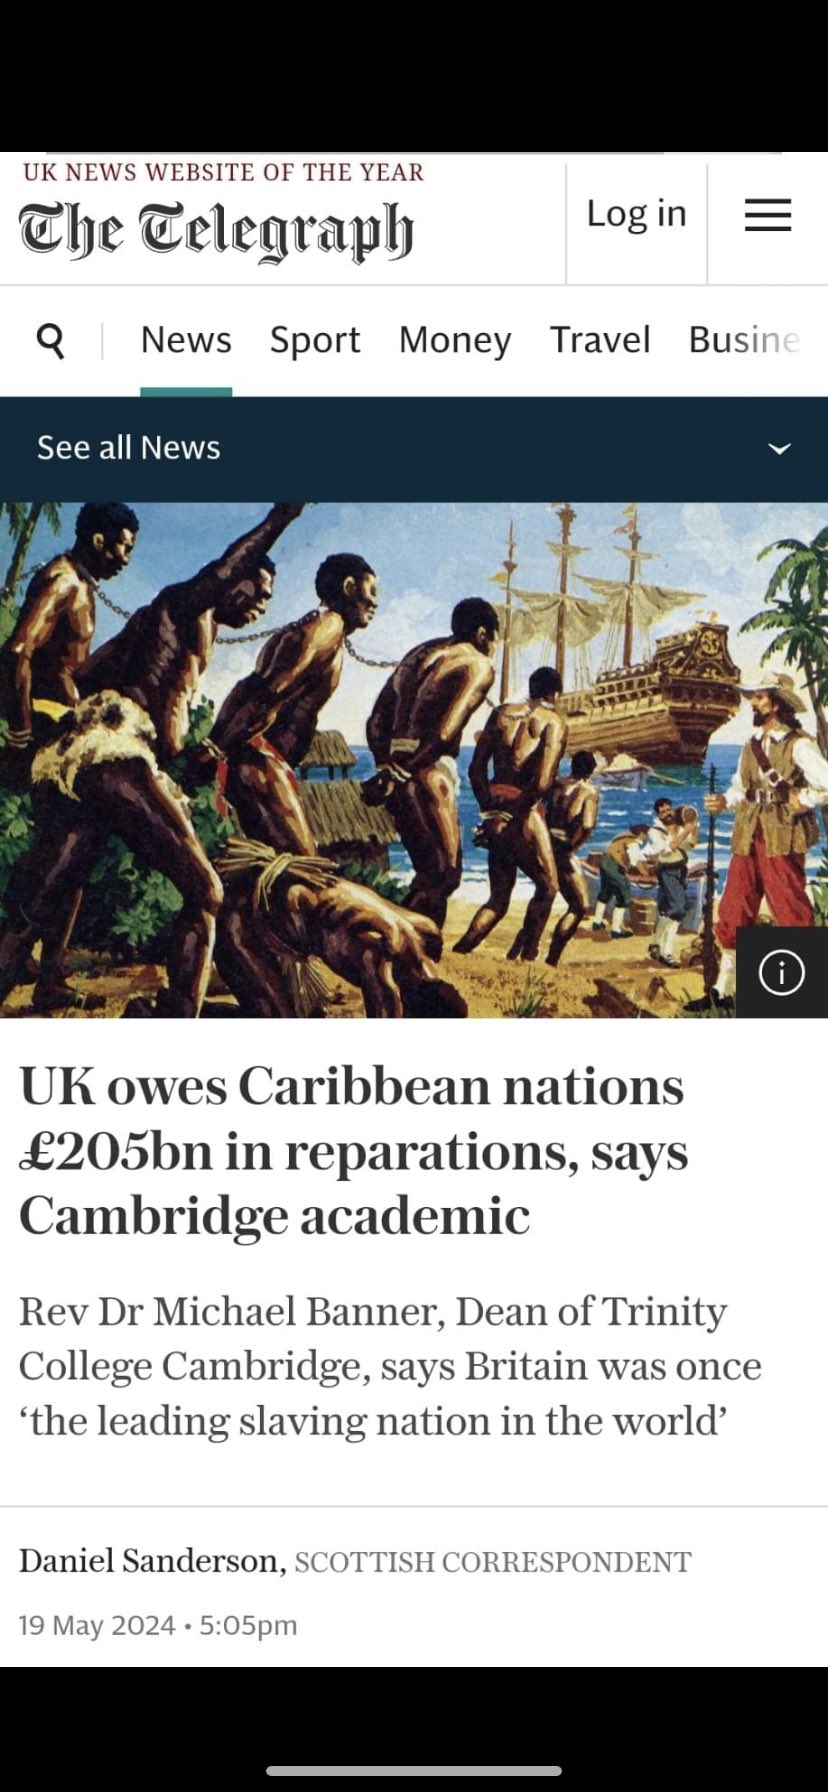 UK NEWS WEBSITE OF THE YEAR
The Telegraph
Log in
News Sport Money Travel Busine
See all News
UK owes Caribbean nations
£205bn in reparations, says
Cambridge academic
Rev Dr Michael Banner, Dean of Trinity
College Cambridge, says Britain was once
‘the leading slaving nation in the world’
Daniel Sanderson, SCOTTISH CORRESPONDENT
19 May 2024 • 5:05pm